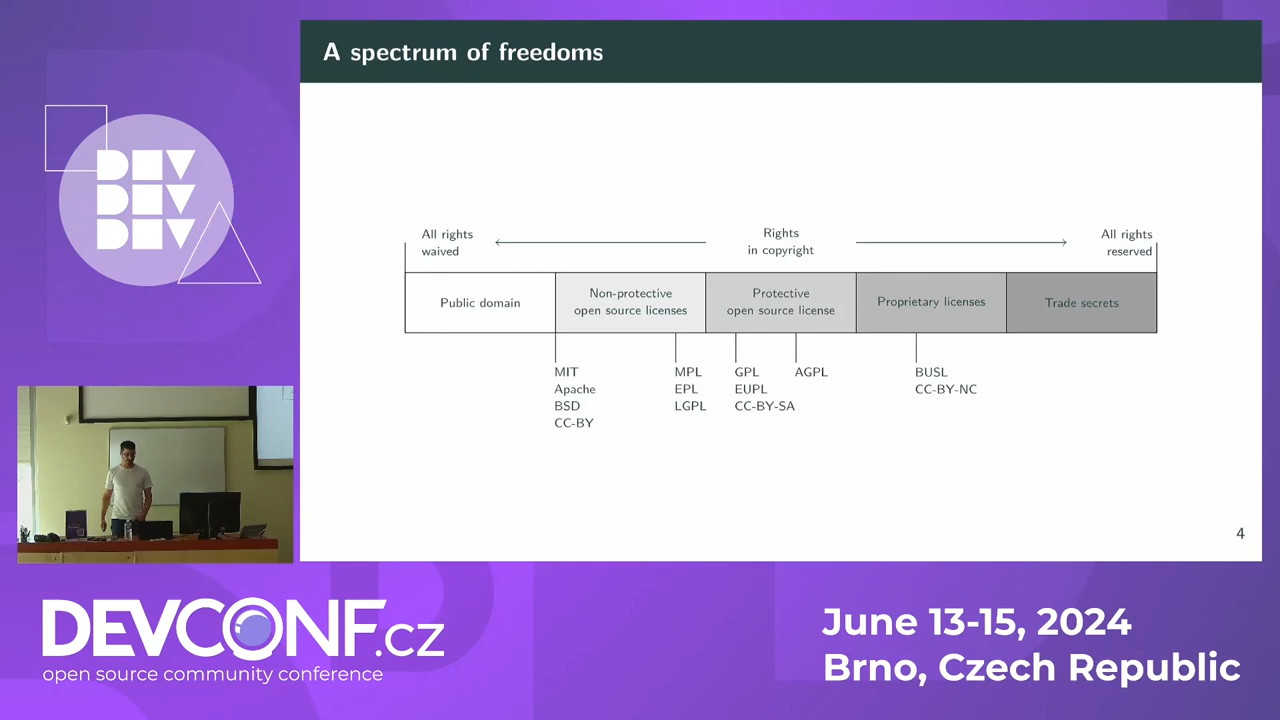 A spectrum of freedoms
All rights
waived
Rights
in copyright
All rights
reserved
Public domain
Non-protective
open source licenses
Protective
open source license
Proprietary licenses
Trade secrets
MIT
Apache
BSD
CC-BY
MPL
EPL
LGPL
GPL
EUPL
CC-BY-SA
AGPL
BUSL
CC-BY-NC
4
DEV
DEV
DEV
DEVCONF.cz
open source community conference
June 13-15, 2024
Brno, Czech Republic